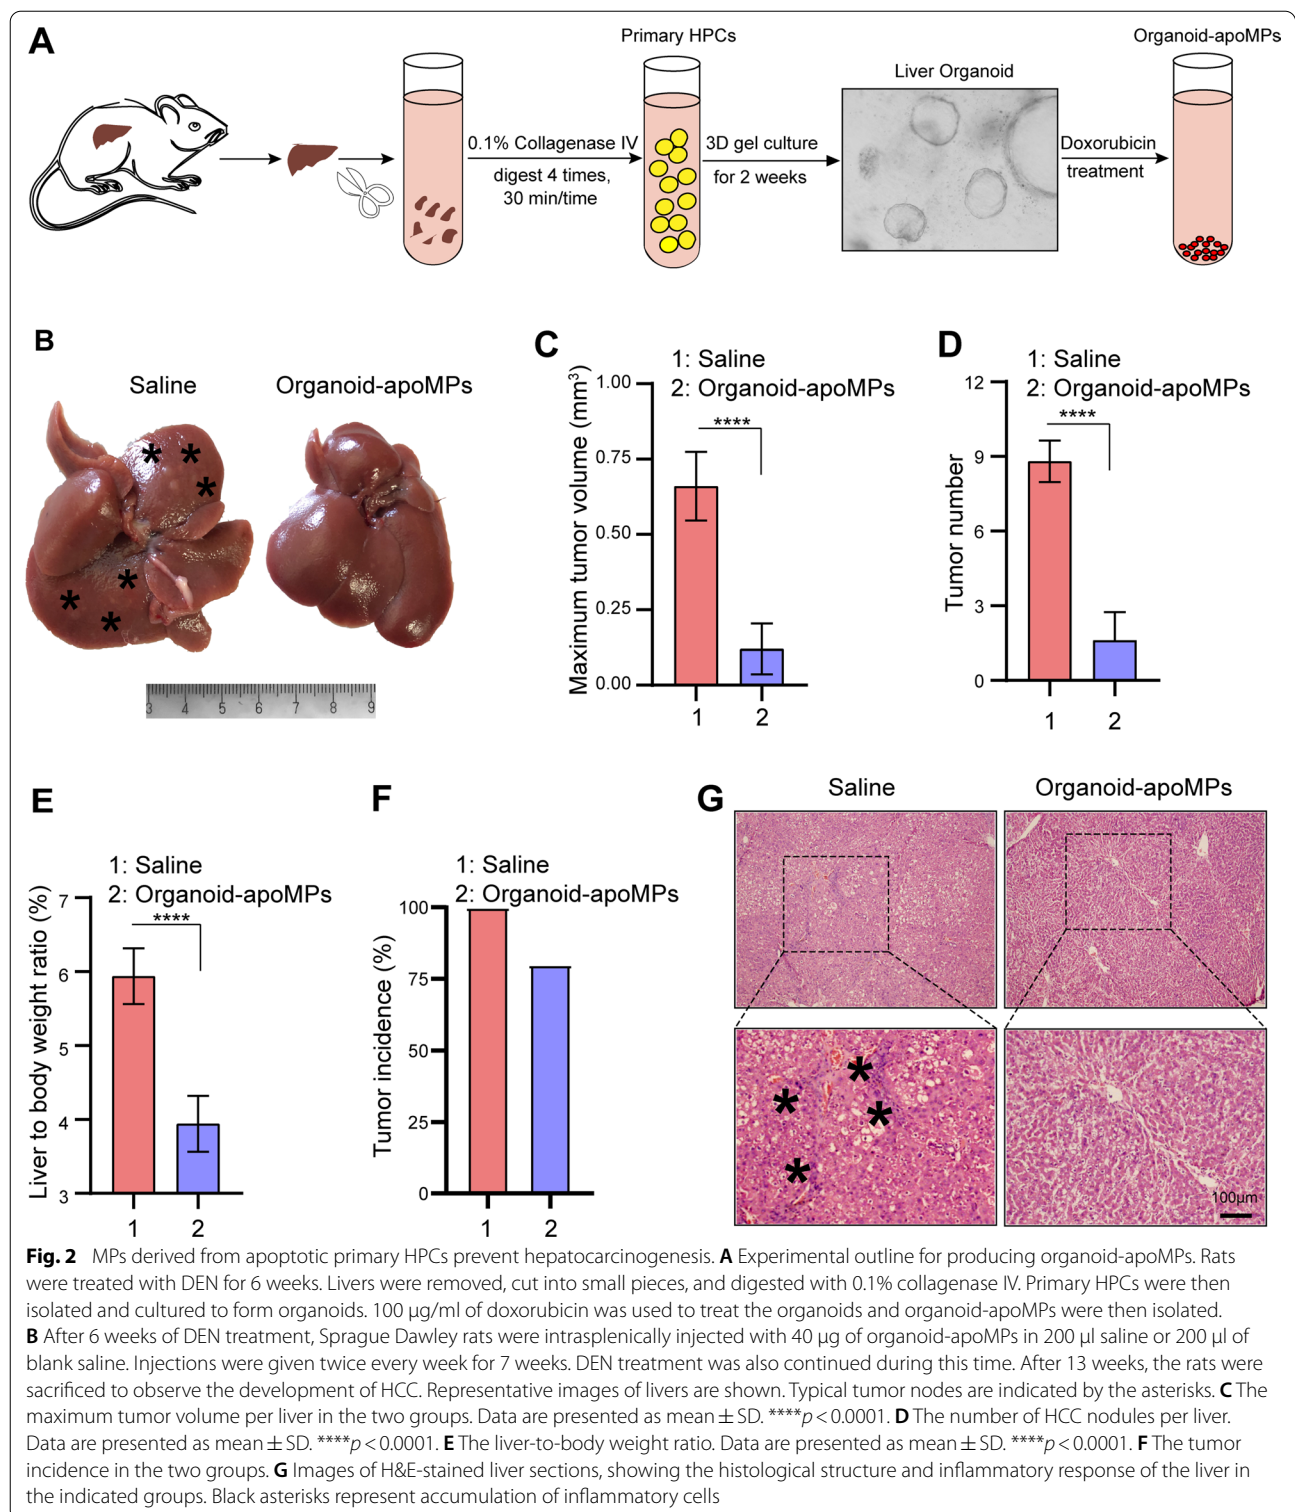 A
Primary HPCs
Organoid-apoMPs
Liver Organoid
0.1% Collagenase IV
digest 4 times,
30 min/time
3D gel culture
for 2 weeks
Doxorubicin
treatment
B
Saline
Organoid-apoMPs
* * *
* * *
3 4 5 6 7 8 9
C
1: Saline
2: Organoid-apoMPs
Maximum tumor volume (mm³)
1.00
0.75
0.50
0.25
0.00
****
1 2
D
1: Saline
2: Organoid-apoMPs
Tumor number
12
9
6
3
0
****
1 2
E
1: Saline
2: Organoid-apoMPs
Liver to body weight ratio (%)
7
6
5
4
3
****
1 2
F
1: Saline
2: Organoid-apoMPs
Tumor incidence (%)
100
75
50
25
0
1 2
G
Saline
Organoid-apoMPs
* * * *
100μm
Fig. 2 MPs derived from apoptotic primary HPCs prevent hepatocarcinogenesis. A Experimental outline for producing organoid-apoMPs. Rats
were treated with DEN for 6 weeks. Livers were removed, cut into small pieces, and digested with 0.1% collagenase IV. Primary HPCs were then
isolated and cultured to form organoids. 100 μg/ml of doxorubicin was used to treat the organoids and organoid-apoMPs were then isolated.
B After 6 weeks of DEN treatment, Sprague Dawley rats were intrasplenically injected with 40 μg of organoid-apoMPs in 200 μl saline or 200 μl of
blank saline. Injections were given twice every week for 7 weeks. DEN treatment was also continued during this time. After 13 weeks, the rats were
sacrificed to observe the development of HCC. Representative images of livers are shown. Typical tumor nodes are indicated by the asterisks. C The
maximum tumor volume per liver in the two groups. Data are presented as mean ± SD. ****p < 0.0001. D The number of HCC nodules per liver.
Data are presented as mean ± SD. ****p < 0.0001. E The liver-to-body weight ratio. Data are presented as mean ± SD. ****p < 0.0001. F The tumor
incidence in the two groups. G Images of H&E-stained liver sections, showing the histological structure and inflammatory response of the liver in
the indicated groups. Black asterisks represent accumulation of inflammatory cells